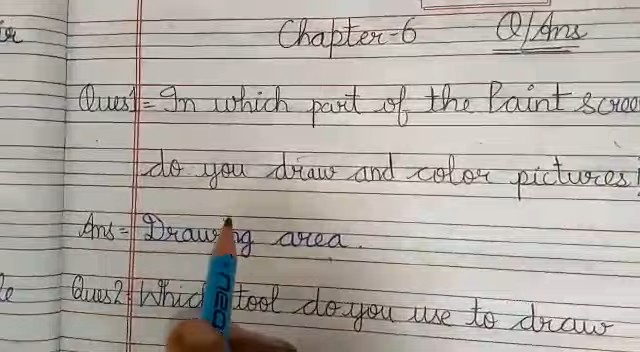 Chapter-6 Q/Ans
Ques1= In which part of the Paint screen
do you draw and color pictures?
Ans= Drawing area.
Ques2= Which tool do you use to draw